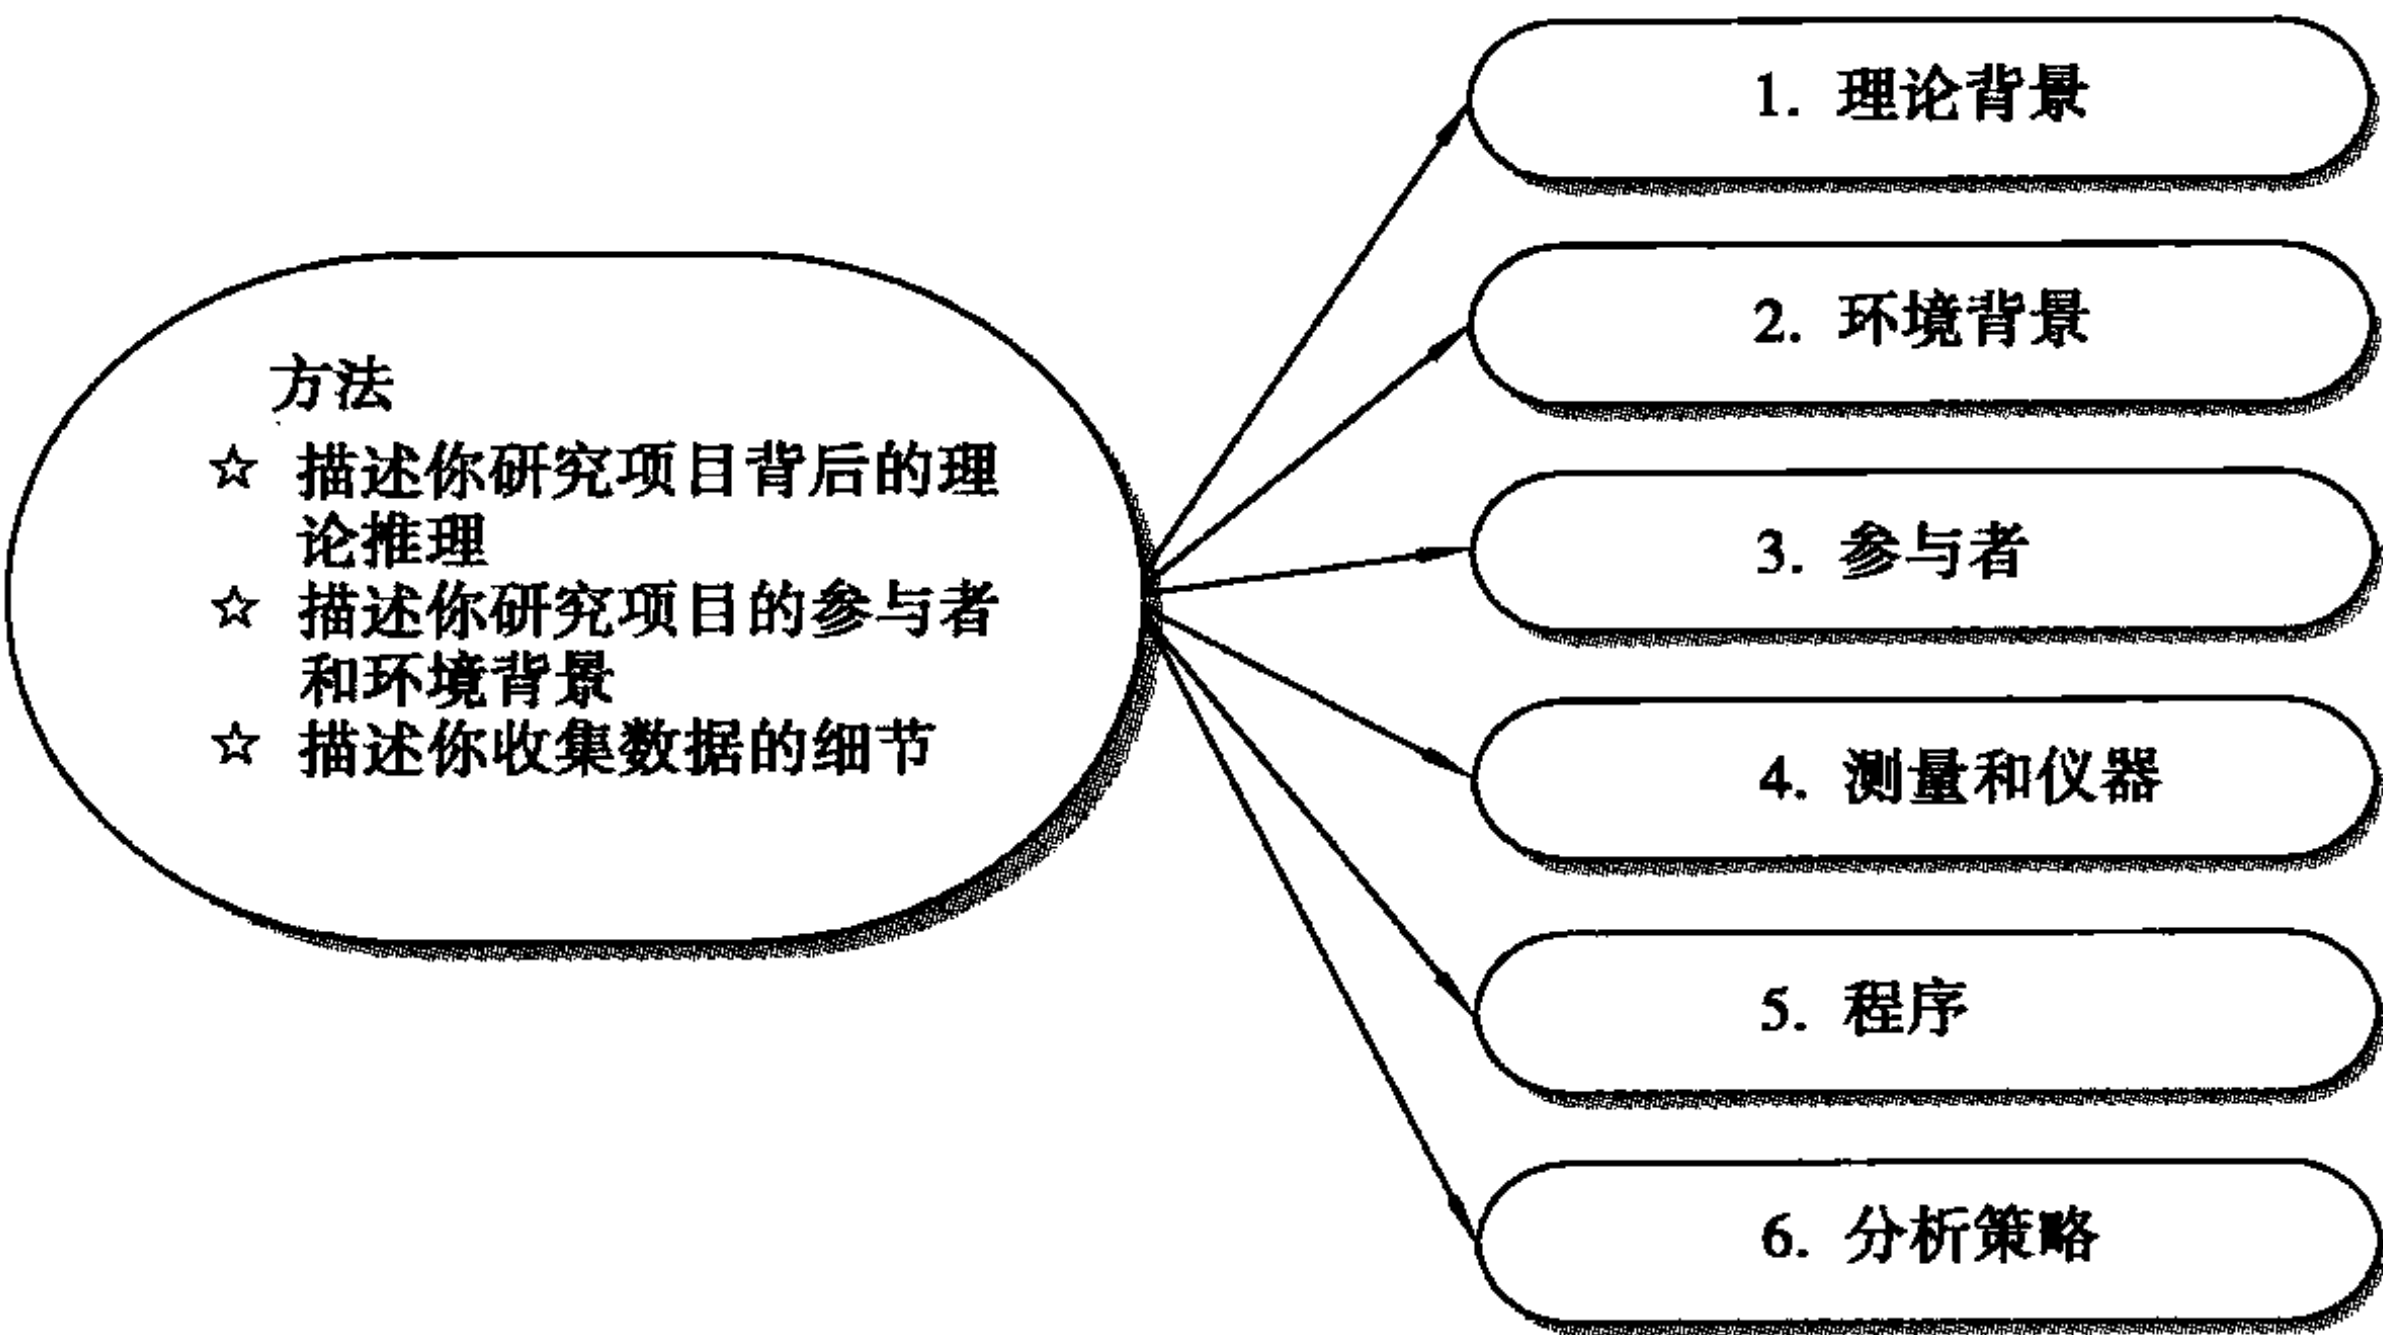 方法
☆ 描述你研究项目背后的理
论推理
☆ 描述你研究项目的参与者
和环境背景
☆ 描述你收集数据的细节
1. 理论背景
2. 环境背景
3. 参与者
4. 测量和仪器
5. 程序
6. 分析策略